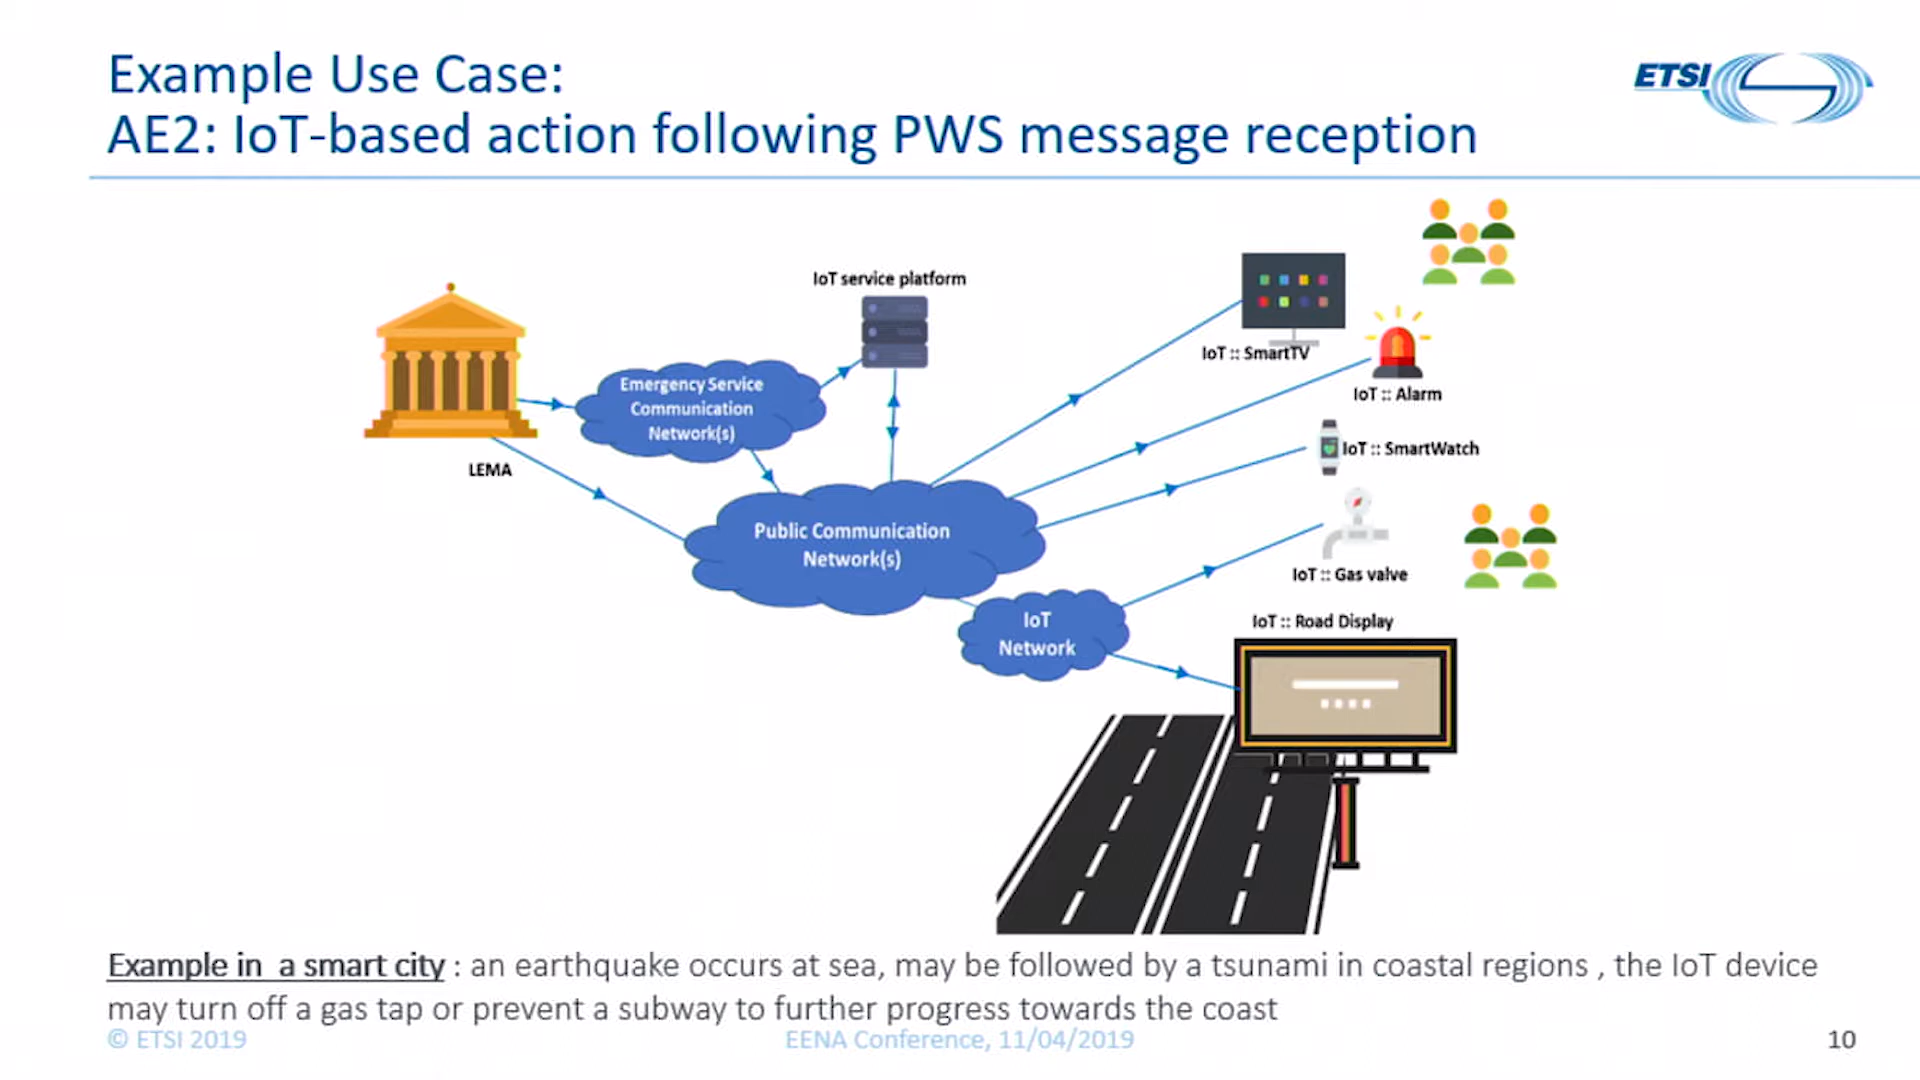 Example Use Case:
AE2: IoT-based action following PWS message reception
ETSI
IoT service platform
IoT :: SmartTV
IoT :: Alarm
Emergency Service
Communication
Network(s)
LEMA
IoT :: SmartWatch
Public Communication
Network(s)
IoT :: Gas valve
IoT
Network
IoT :: Road Display
Example in  a smart city : an earthquake occurs at sea, may be followed by a tsunami in coastal regions , the IoT device
may turn off a gas tap or prevent a subway to further progress towards the coast
© ETSI 2019
EENA Conference, 11/04/2019
10